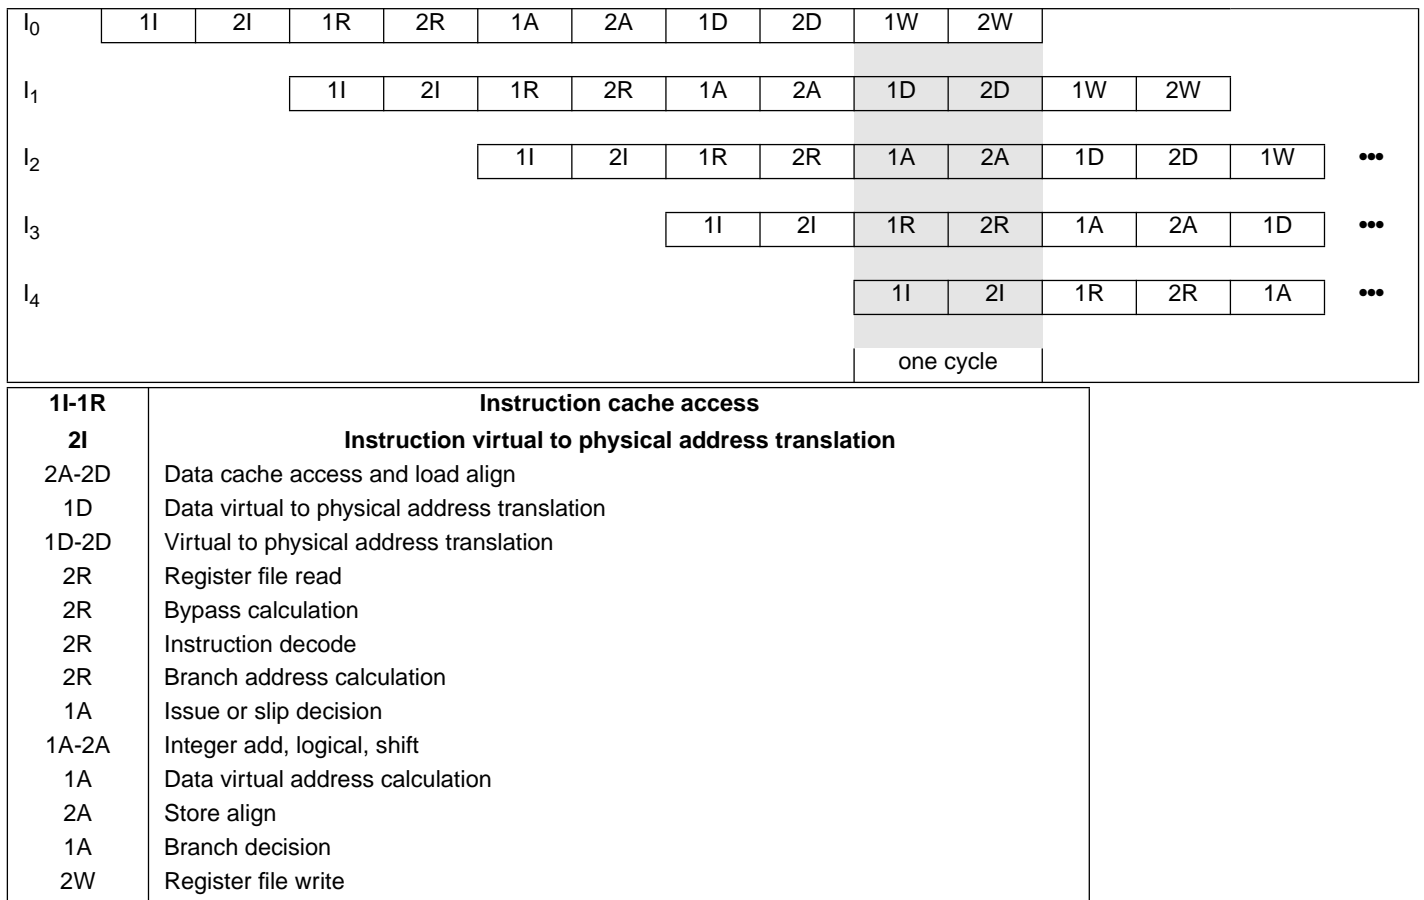 I0 1I 2I 1R 2R 1A 2A 1D 2D 1W 2W
I1 1I 2I 1R 2R 1A 2A 1D 2D 1W 2W
I2 1I 2I 1R 2R 1A 2A 1D 2D 1W •••
I3 1I 2I 1R 2R 1A 2A 1D •••
I4 1I 2I 1R 2R 1A •••
one cycle
1I-1R Instruction cache access
2I Instruction virtual to physical address translation
2A-2D Data cache access and load align
1D Data virtual to physical address translation
1D-2D Virtual to physical address translation
2R Register file read
2R Bypass calculation
2R Instruction decode
2R Branch address calculation
1A Issue or slip decision
1A-2A Integer add, logical, shift
1A Data virtual address calculation
2A Store align
1A Branch decision
2W Register file write